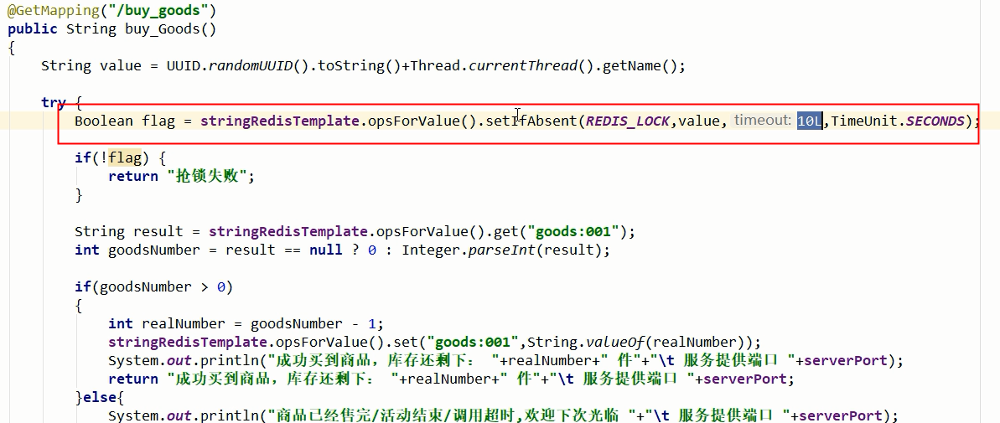 @GetMapping("/buy_goods")
public String buy_Goods()
{
String value = UUID.randomUUID().toString()+Thread.currentThread().getName();
try {
Boolean flag = stringRedisTemplate.opsForValue().setIfAbsent(REDIS_LOCK,value, timeout: 10L,TimeUnit.SECONDS);
if(!flag) {
return "抢锁失败";
}
String result = stringRedisTemplate.opsForValue().get("goods:001");
int goodsNumber = result == null ? 0 : Integer.parseInt(result);
if(goodsNumber > 0)
{
int realNumber = goodsNumber - 1;
stringRedisTemplate.opsForValue().set("goods:001",String.valueOf(realNumber));
System.out.println("成功买到商品，库存还剩下： "+realNumber+" 件"+"\t 服务提供端口 "+serverPort);
return "成功买到商品，库存还剩下： "+realNumber+" 件"+"\t 服务提供端口 "+serverPort;
}else{
System.out.println("商品已经售完/活动结束/调用超时,欢迎下次光临 "+"\t 服务提供端口 "+serverPort);